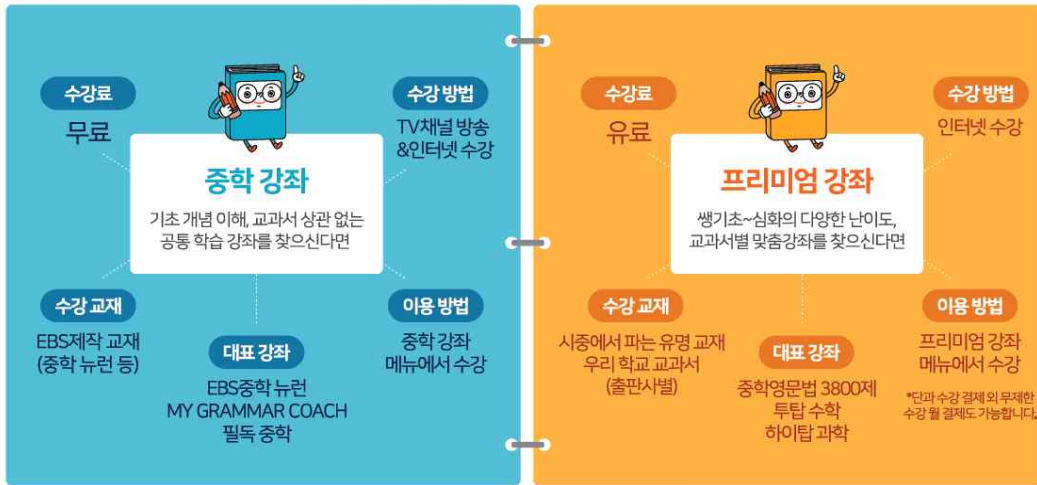 수강료
무료
수강 방법
TV채널 방송
&인터넷 수강
중학 강좌
기초 개념 이해, 교과서 상관 없는
공통 학습 강좌를 찾으신다면
수강 교재
EBS제작 교재
(중학 뉴런 등)
대표 강좌
EBS중학 뉴런
MY GRAMMAR COACH
필독 중학
이용 방법
중학 강좌
메뉴에서 수강
수강료
유료
수강 방법
인터넷 수강
프리미엄 강좌
쌩기초~심화의 다양한 난이도,
교과서별 맞춤강좌를 찾으신다면
수강 교재
시중에서 파는 유명 교재
우리 학교 교과서
(출판사별)
대표 강좌
중학영문법 3800제
투탑 수학
하이탑 과학
이용 방법
프리미엄 강좌
메뉴에서 수강
*단과 수강 결제 외 무제한
수강 월 결제도 가능합니다.